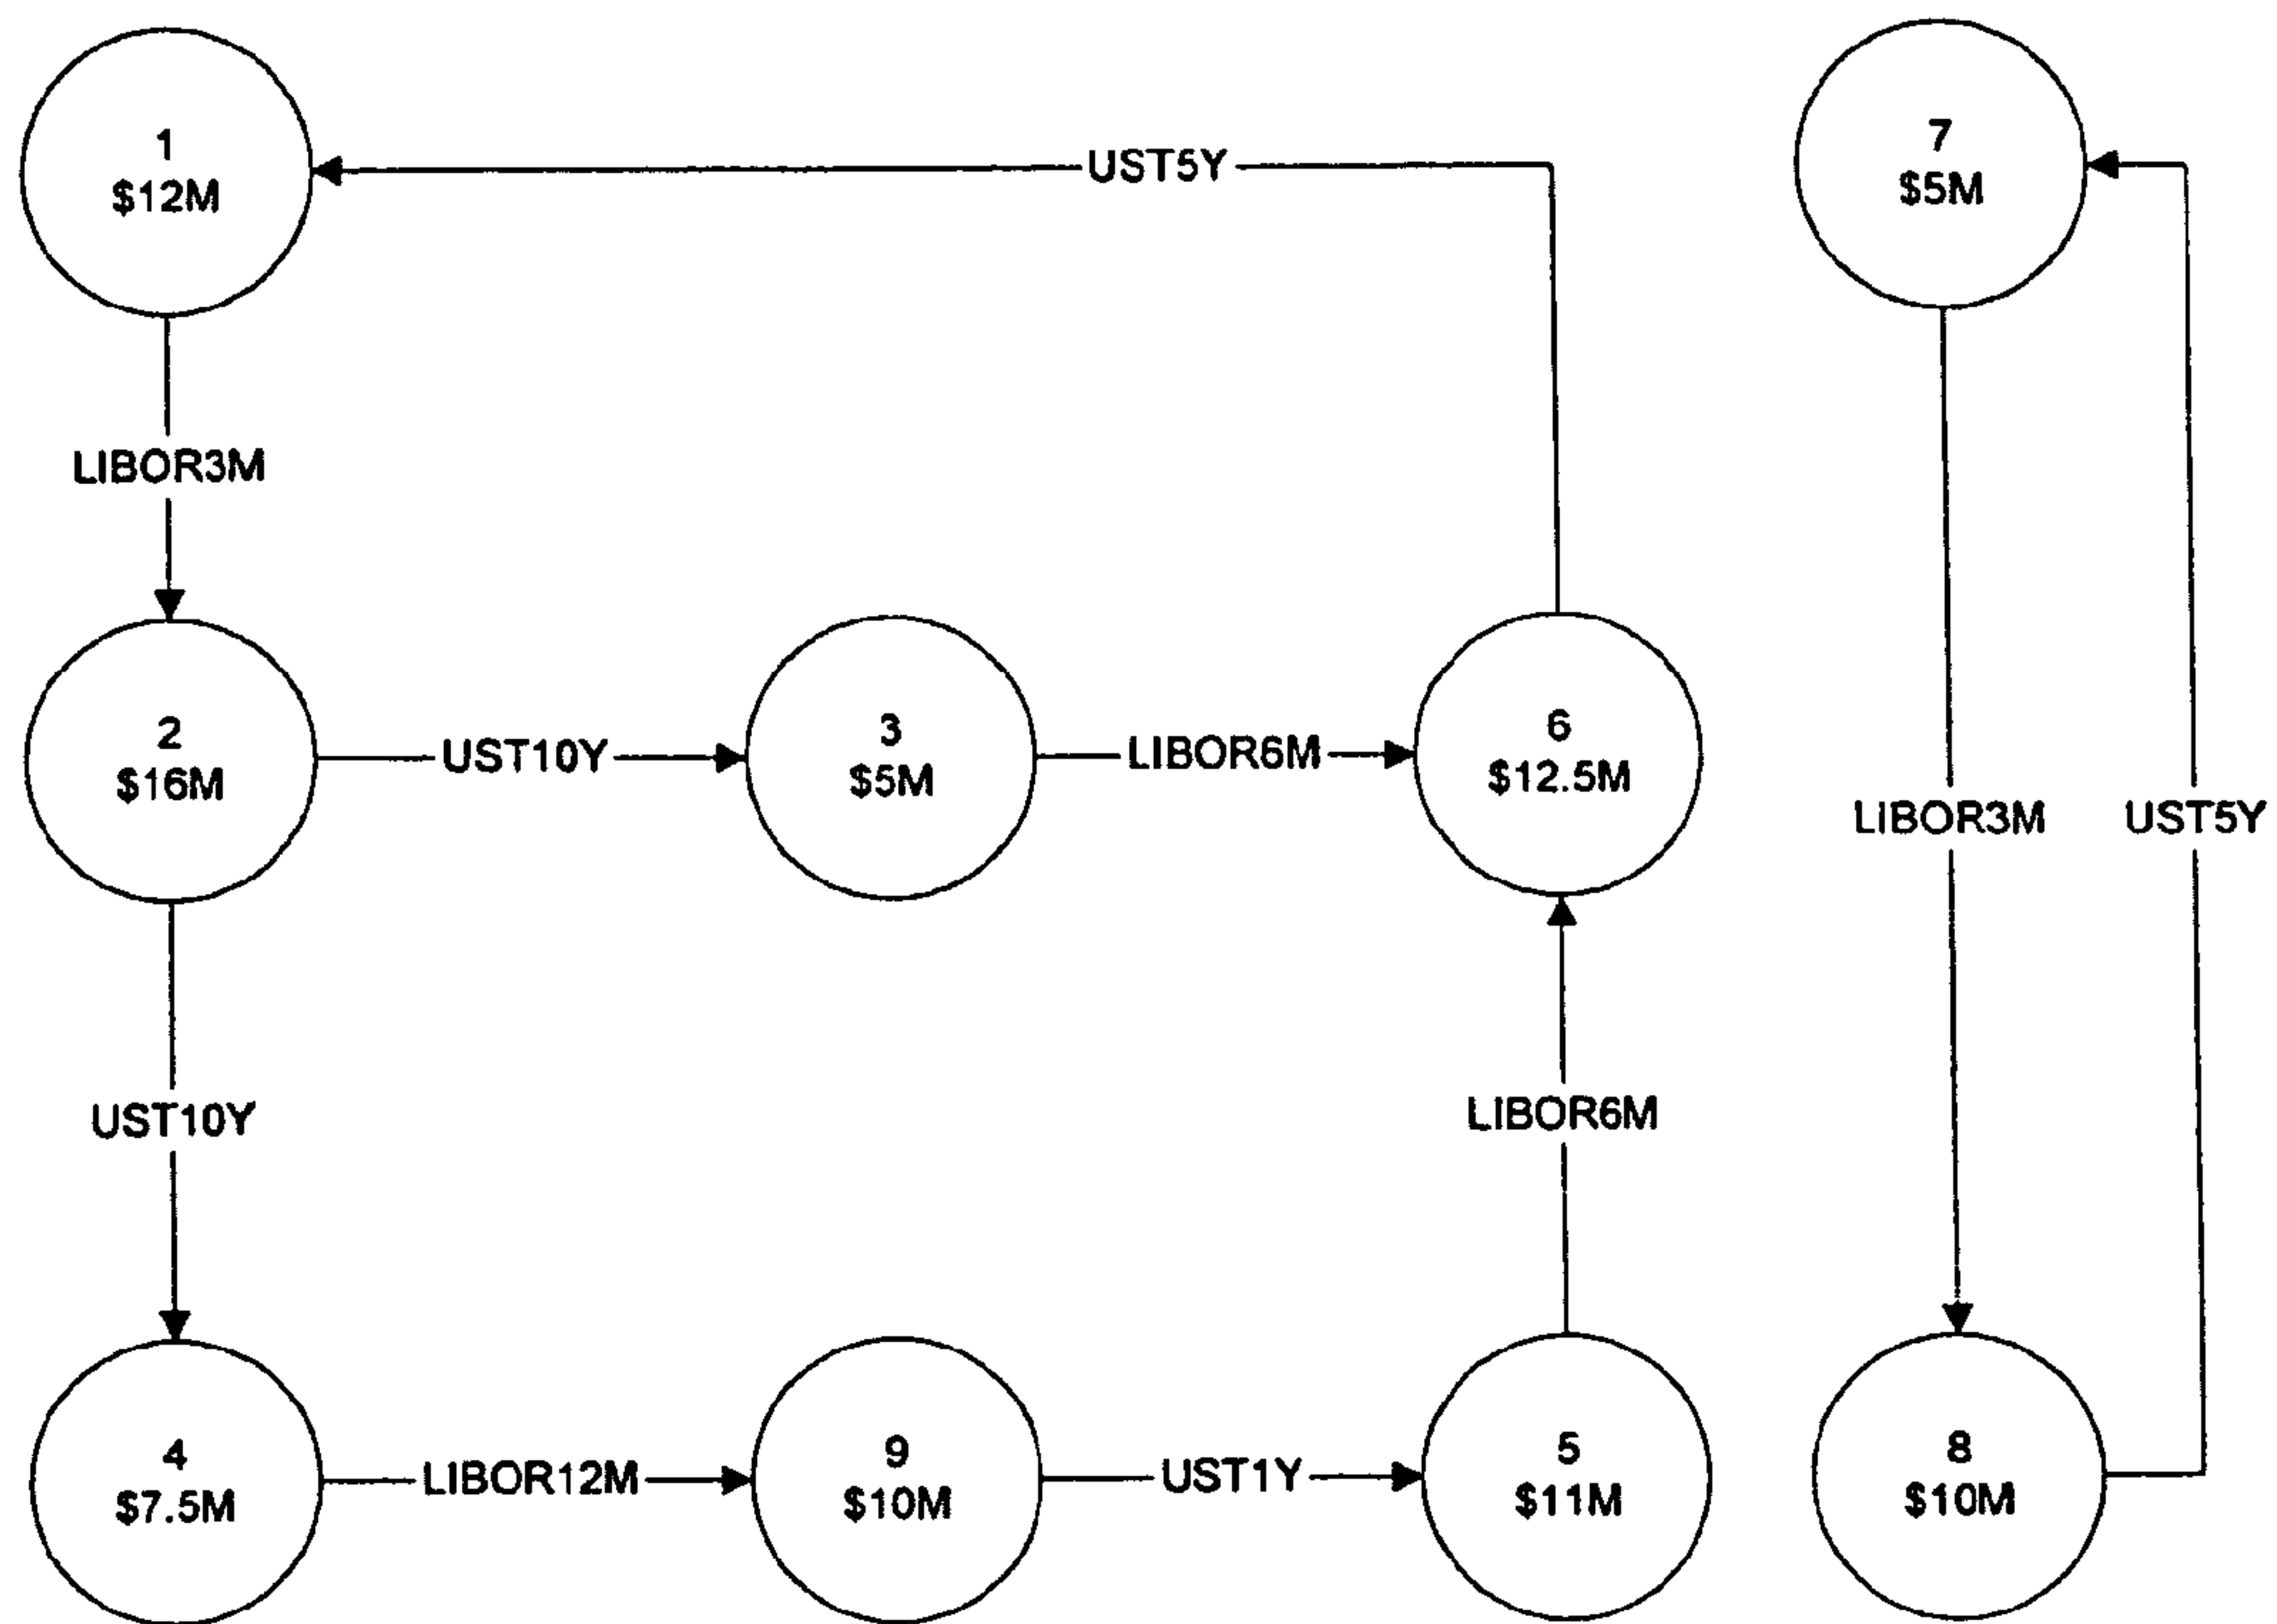 1
$12M
UST5Y
7
$5M
LIBOR3M
2
$16M
UST10Y
3
$5M
LIBOR6M
6
$12.5M
LIBOR3M
UST5Y
UST10Y
LIBOR6M
4
$7.5M
LIBOR12M
9
$10M
UST1Y
5
$11M
8
$10M